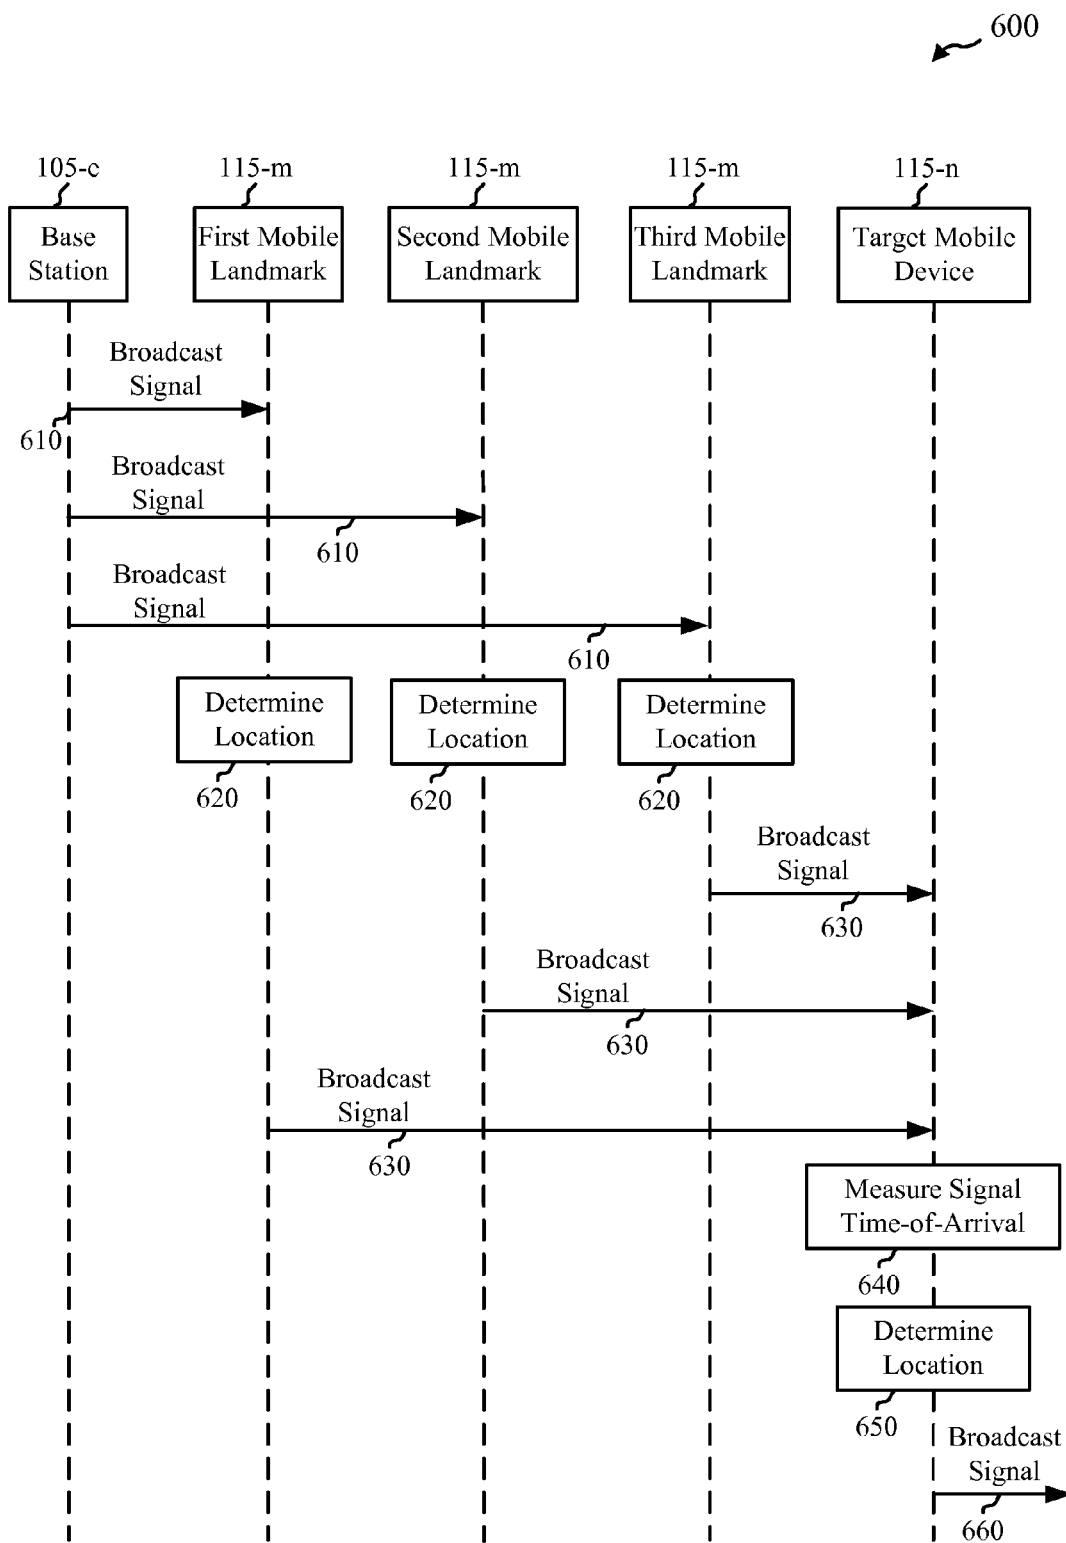 600
105-c
115-m
115-m
115-m
115-n
Base
Station
First Mobile
Landmark
Second Mobile
Landmark
Third Mobile
Landmark
Target Mobile
Device
Broadcast
Signal
610
Broadcast
Signal
610
Broadcast
Signal
610
Determine
Location
620
Determine
Location
620
Determine
Location
620
Broadcast
Signal
630
Broadcast
Signal
630
Broadcast
Signal
630
Measure Signal
Time-of-Arrival
640
Determine
Location
650
Broadcast
Signal
660